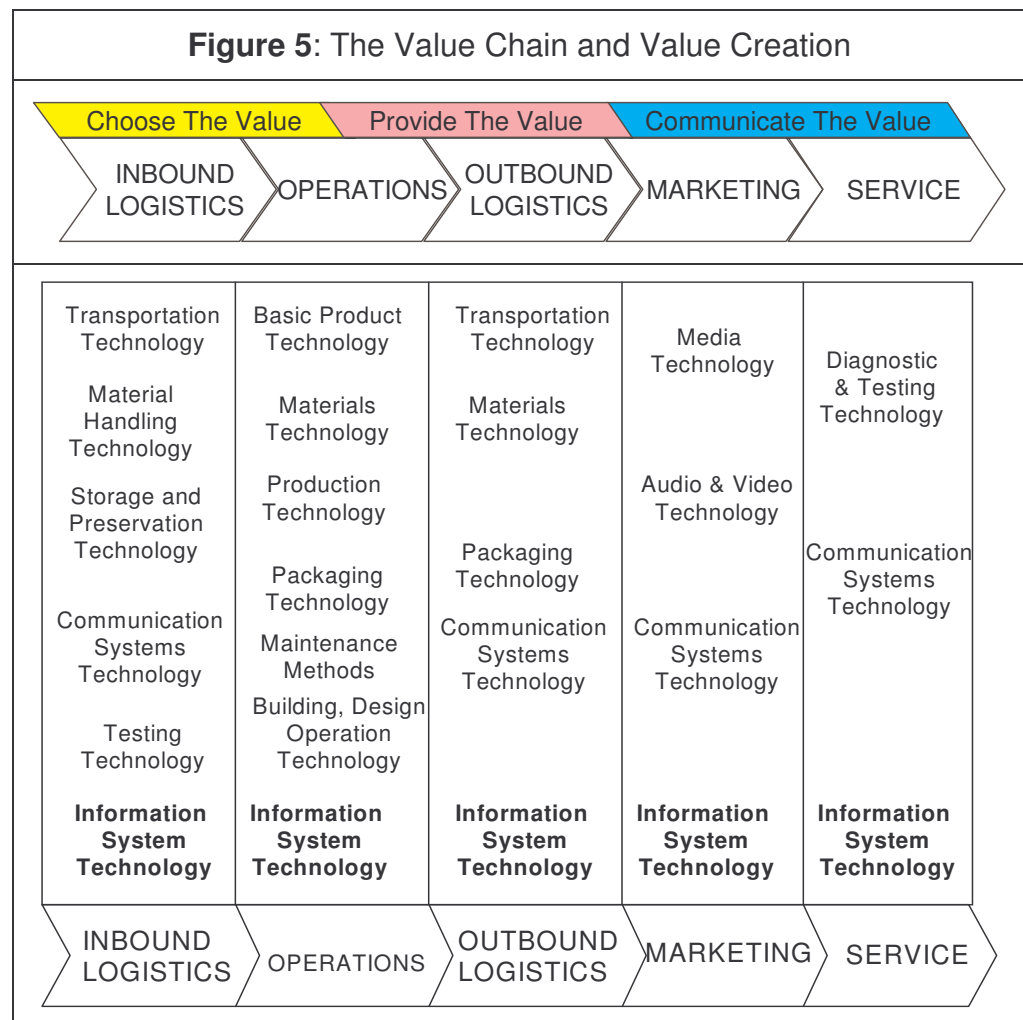 Figure 5: The Value Chain and Value Creation
Choose The Value
Provide The Value
Communicate The Value
INBOUND
LOGISTICS
OPERATIONS
OUTBOUND
LOGISTICS
MARKETING
SERVICE
Transportation
Technology
Material
Handling
Technology
Storage and
Preservation
Technology
Communication
Systems
Technology
Testing
Technology
Information
System
Technology
Basic Product
Technology
Materials
Technology
Production
Technology
Packaging
Technology
Maintenance
Methods
Building, Design
Operation
Technology
Information
System
Technology
Transportation
Technology
Materials
Technology
Packaging
Technology
Communication
Systems
Technology
Information
System
Technology
Media
Technology
Audio & Video
Technology
Communication
Systems
Technology
Information
System
Technology
Diagnostic
& Testing
Technology
Communication
Systems
Technology
Information
System
Technology
INBOUND
LOGISTICS
OPERATIONS
OUTBOUND
LOGISTICS
MARKETING
SERVICE